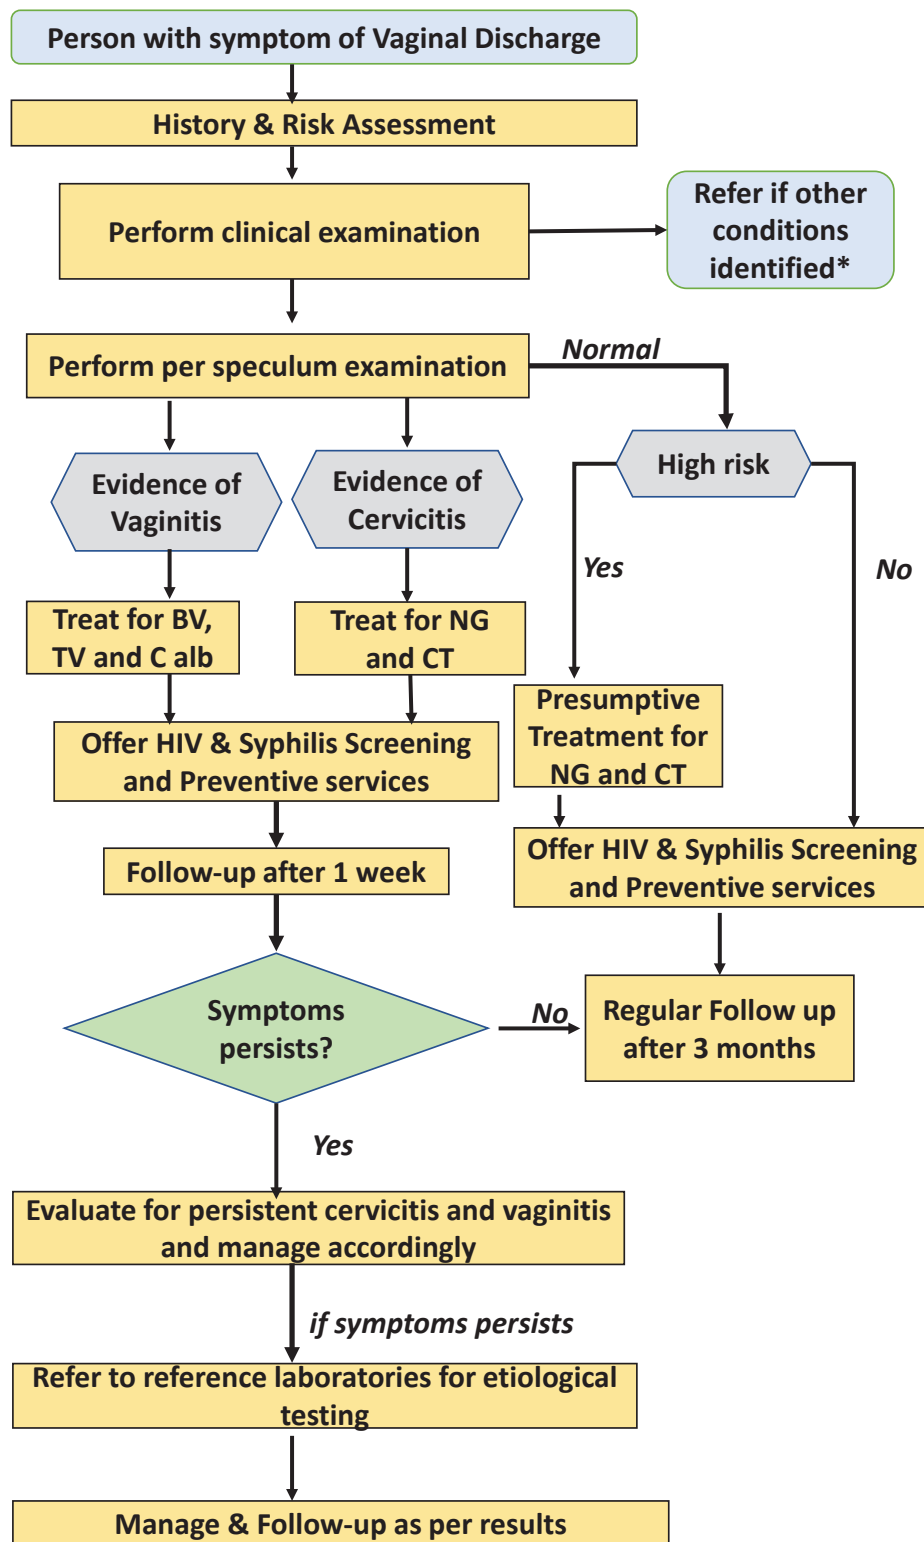 Person with symptom of Vaginal Discharge
History & Risk Assessment
Perform clinical examination
Refer if other
conditions
identified*
Perform per speculum examination
Normal
High risk
Evidence of
Vaginitis
Evidence of
Cervicitis
Yes
No
Treat for BV,
TV and C alb
Treat for NG
and CT
Presumptive
Treatment for
NG and CT
Offer HIV & Syphilis Screening
and Preventive services
Offer HIV & Syphilis Screening
and Preventive services
Follow-up after 1 week
Symptoms
persists?
No
Regular Follow up
after 3 months
Yes
Evaluate for persistent cervicitis and vaginitis
and manage accordingly
if symptoms persists
Refer to reference laboratories for etiological
testing
Manage & Follow-up as per results